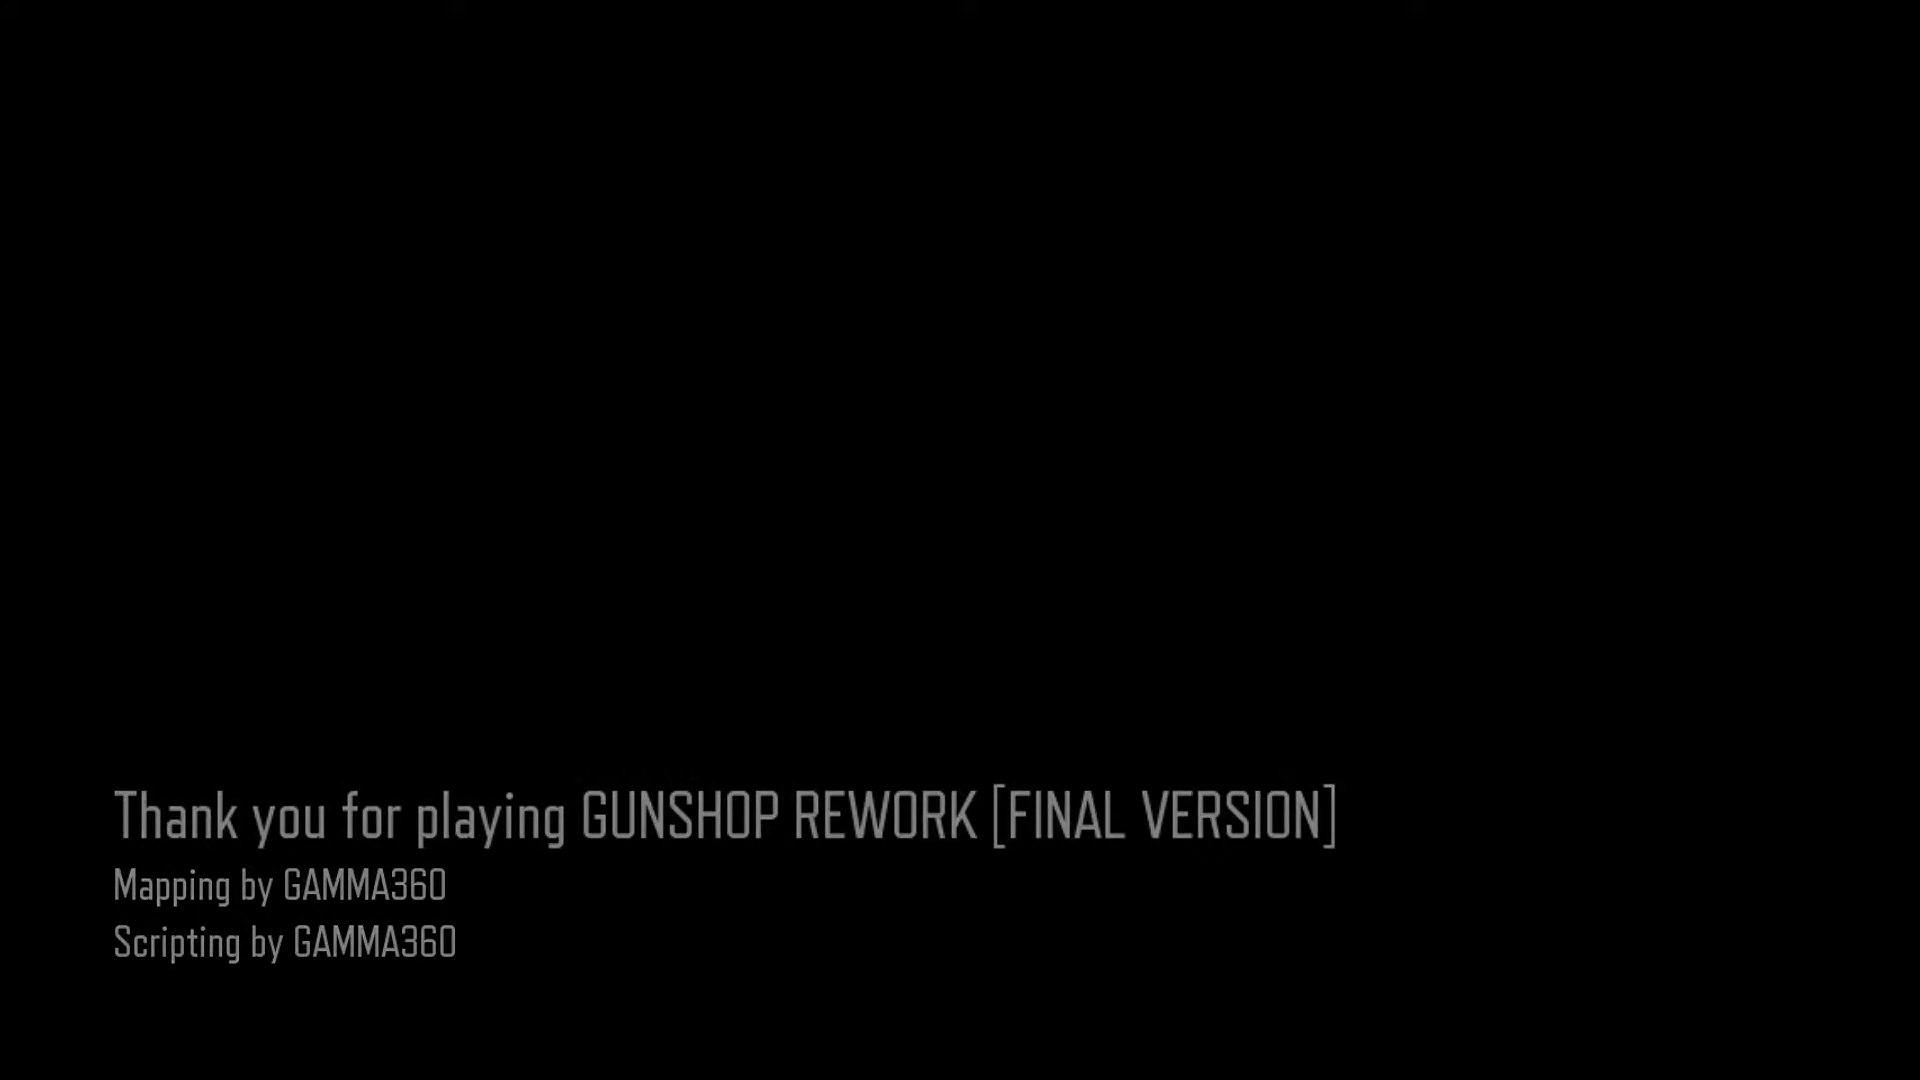 Thank you for playing GUNSHOP REWORK [FINAL VERSION]
Mapping by GAMMA360
Scripting by GAMMA360